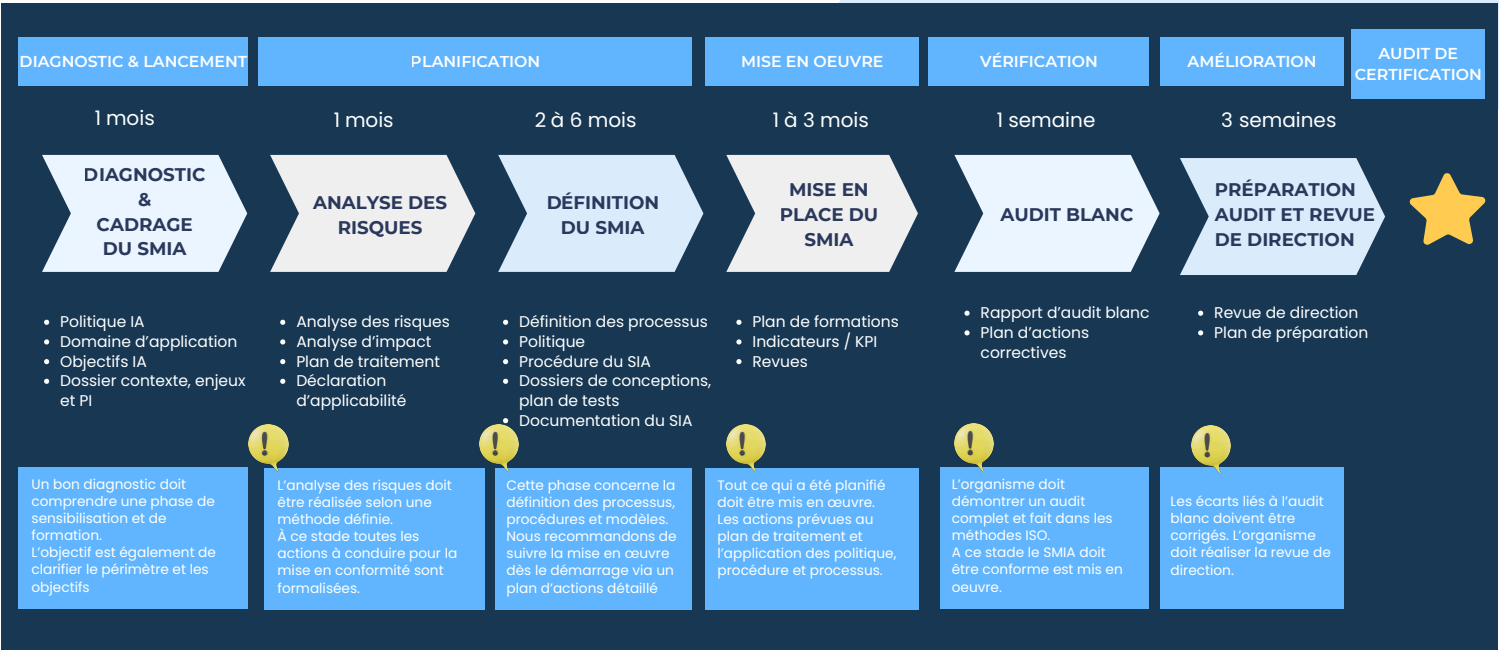 DIAGNOSTIC & LANCEMENT
PLANIFICATION
MISE EN OEUVRE
VÉRIFICATION
AMÉLIORATION
AUDIT DE
CERTIFICATION
1 mois
1 mois
2 à 6 mois
1 à 3 mois
1 semaine
3 semaines
DIAGNOSTIC
&
CADRAGE
DU SMIA
ANALYSE DES
RISQUES
DÉFINITION
DU SMIA
MISE EN
PLACE DU
SMIA
AUDIT BLANC
PRÉPARATION
AUDIT ET REVUE
DE DIRECTION
• Politique IA
• Domaine d’application
• Objectifs IA
• Dossier contexte, enjeux
et PI
• Analyse des risques
• Analyse d’impact
• Plan de traitement
• Déclaration
d’applicabilité
• Définition des processus
• Politique
• Procédure du SIA
• Dossiers de conceptions,
plan de tests
• Documentation du SIA
• Plan de formations
• Indicateurs / KPI
• Revues
• Rapport d’audit blanc
• Plan d’actions
correctives
• Revue de direction
• Plan de préparation
Un bon diagnostic doit
comprendre une phase de
sensibilisation et de
formation.
L’objectif est également de
clarifier le périmètre et les
objectifs
!
L’analyse des risques doit
être réalisée selon une
méthode définie.
À ce stade toutes les
actions à conduire pour la
mise en conformité sont
formalisées.
!
Cette phase concerne la
définition des processus,
procédures et modèles.
Nous recommandons de
suivre la mise en œuvre
dès le démarrage via un
plan d’actions détaillé
!
Tout ce qui a été planifié
doit être mis en œuvre.
Les actions prévues au
plan de traitement et
l’application des politique,
procédure et processus.
!
L’organisme doit
démontrer un audit
complet et fait dans les
méthodes ISO.
A ce stade le SMIA doit
être conforme est mis en
oeuvre.
!
Les écarts liés à l’audit
blanc doivent être
corrigés. L’organisme
doit réaliser la revue de
direction.